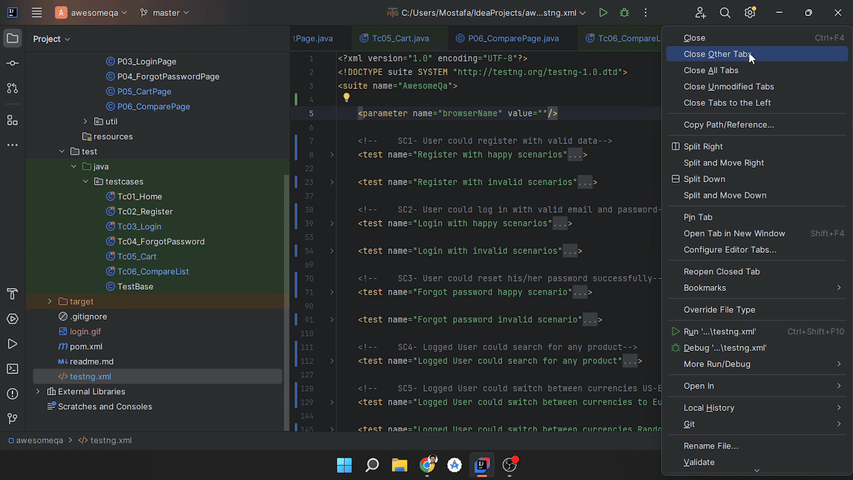 A awesomeqa
master
C:/Users/Mostafa/IdeaProjects/aw...stng.xml
Project
P03_LoginPage
P04_ForgotPasswordPage
P05_CartPage
P06_ComparePage
util
resources
test
java
testcases
Tc01_Home
Tc02_Register
Tc03_Login
Tc04_ForgotPassword
Tc05_Cart
Tc06_CompareList
TestBase
target
.gitignore
login.gif
pom.xml
readme.md
testng.xml
External Libraries
Scratches and Consoles
awesomeqa > testng.xml
tPage.java
Tc05_Cart.java
P06_ComparePage.java
Tc06_CompareL
1 <?xml version="1.0" encoding="UTF-8"?>
2 <!DOCTYPE suite SYSTEM "http://testng.org/testng-1.0.dtd">
3 <suite name="AwesomeQa">
4
5 <parameter name="browserName" value=""/>
6
7 <!-- SC1- User could register with valid data-->
8 <test name="Register with happy scenarios"...>
22
23 <test name="Register with invalid scenarios"...>
37
38 <!-- SC2- User could log in with valid email and password-
39 <test name="Login with happy scenarios"...>
53
54 <test name="Login with invalid scenarios"...>
69
70 <!-- SC3- User could reset his/her password successfully--
71 <test name="Forgot password happy scenario"...>
90
91 <test name="Forgot password invalid scenario"...>
110
111 <!-- SC4- Logged User could search for any product-->
112 <test name="Logged User could search for any product"...>
127
128 <!-- SC5- Logged User could switch between currencies US-E
129 <test name="Logged User could switch between currencies to Eu
144
145 <test name="Logged User could switch between currencies Rando
Close Ctrl+F4
Close Other Tabs
Close All Tabs
Close Unmodified Tabs
Close Tabs to the Left
Copy Path/Reference...
Split Right
Split and Move Right
Split Down
Split and Move Down
Pin Tab
Open Tab in New Window Shift+F4
Configure Editor Tabs...
Reopen Closed Tab
Bookmarks
Override File Type
Run '...\testng.xml' Ctrl+Shift+F10
Debug '...\testng.xml'
More Run/Debug
Open In
Local History
Git
Rename File...
Validate